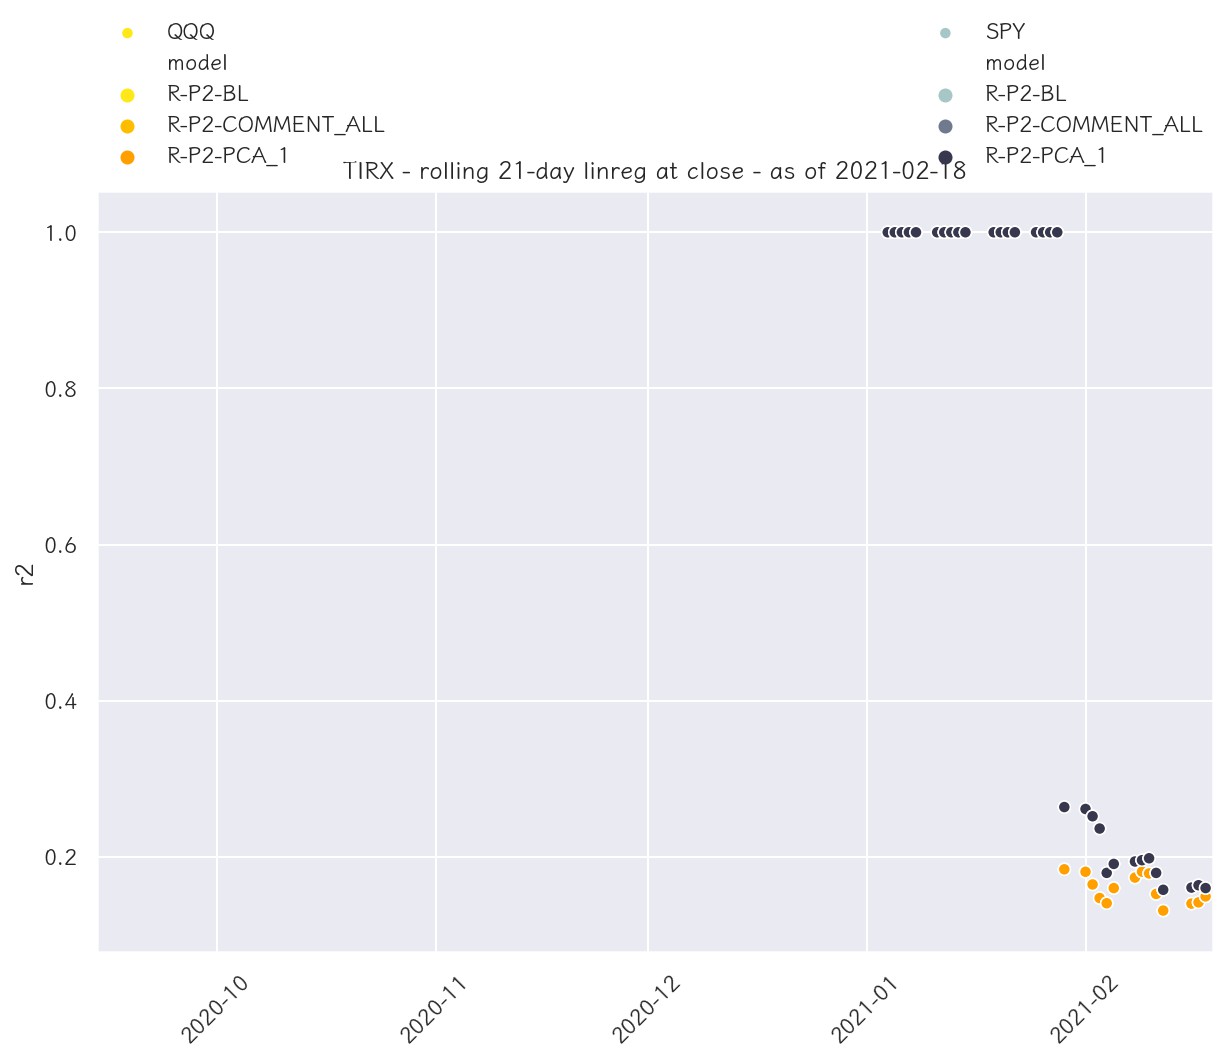 QQQ
model
R-P2-BL
R-P2-COMMENT_ALL
R-P2-PCA_1
SPY
model
R-P2-BL
R-P2-COMMENT_ALL
R-P2-PCA_1
TIRX - rolling 21-day linreg at close - as of 2021-02-18
1.0
0.8
0.6
0.4
0.2
r2
2020-10
2020-11
2020-12
2021-01
2021-02